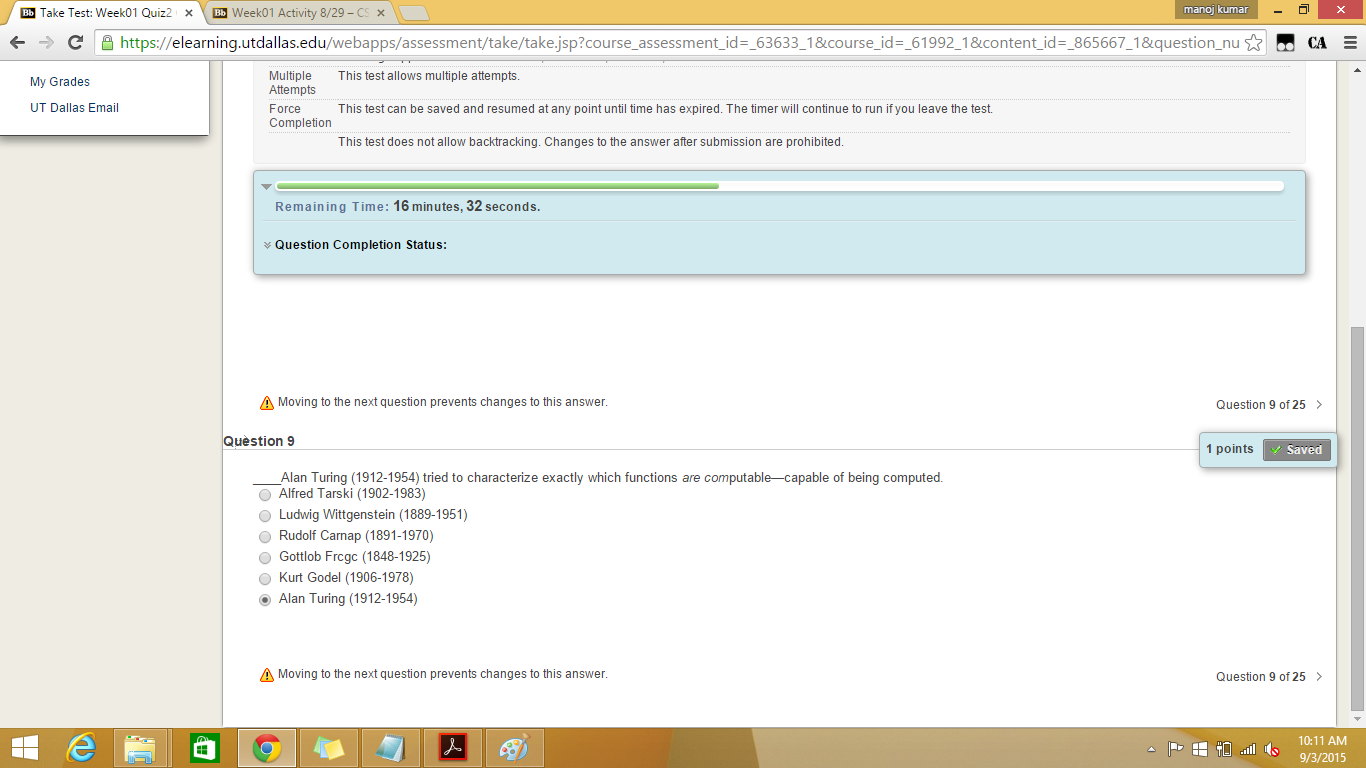 Take Test: Week01 Quiz2
Week01 Activity 8/29 – CS
manoj kumar
https://elearning.utdallas.edu/webapps/assessment/take/take.jsp?course_assessment_id=_63633_1&course_id=_61992_1&content_id=_865667_1&question_nu
CA
My Grades
UT Dallas Email
Multiple Attempts This test allows multiple attempts.
Force Completion This test can be saved and resumed at any point until time has expired. The timer will continue to run if you leave the test.
This test does not allow backtracking. Changes to the answer after submission are prohibited.
Remaining Time: 16 minutes, 32 seconds.
Question Completion Status:
Moving to the next question prevents changes to this answer.
Question 9 of 25
Question 9
1 points Saved
____Alan Turing (1912-1954) tried to characterize exactly which functions are computable—capable of being computed.
Alfred Tarski (1902-1983)
Ludwig Wittgenstein (1889-1951)
Rudolf Carnap (1891-1970)
Gottlob Frcgc (1848-1925)
Kurt Godel (1906-1978)
Alan Turing (1912-1954)
Moving to the next question prevents changes to this answer.
Question 9 of 25
10:11 AM
9/3/2015